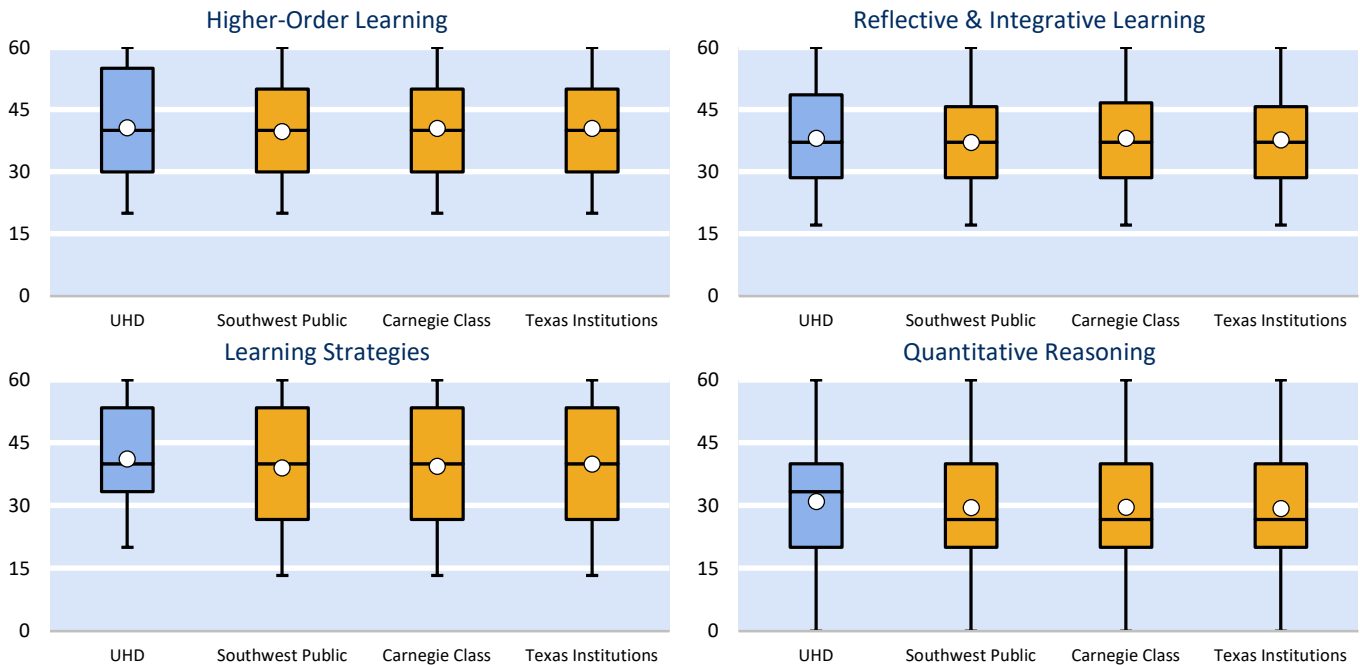 Higher-Order Learning
60
45
30
15
0
UHD Southwest Public Carnegie Class Texas Institutions
Reflective & Integrative Learning
60
45
30
15
0
UHD Southwest Public Carnegie Class Texas Institutions
Learning Strategies
60
45
30
15
0
UHD Southwest Public Carnegie Class Texas Institutions
Quantitative Reasoning
60
45
30
15
0
UHD Southwest Public Carnegie Class Texas Institutions